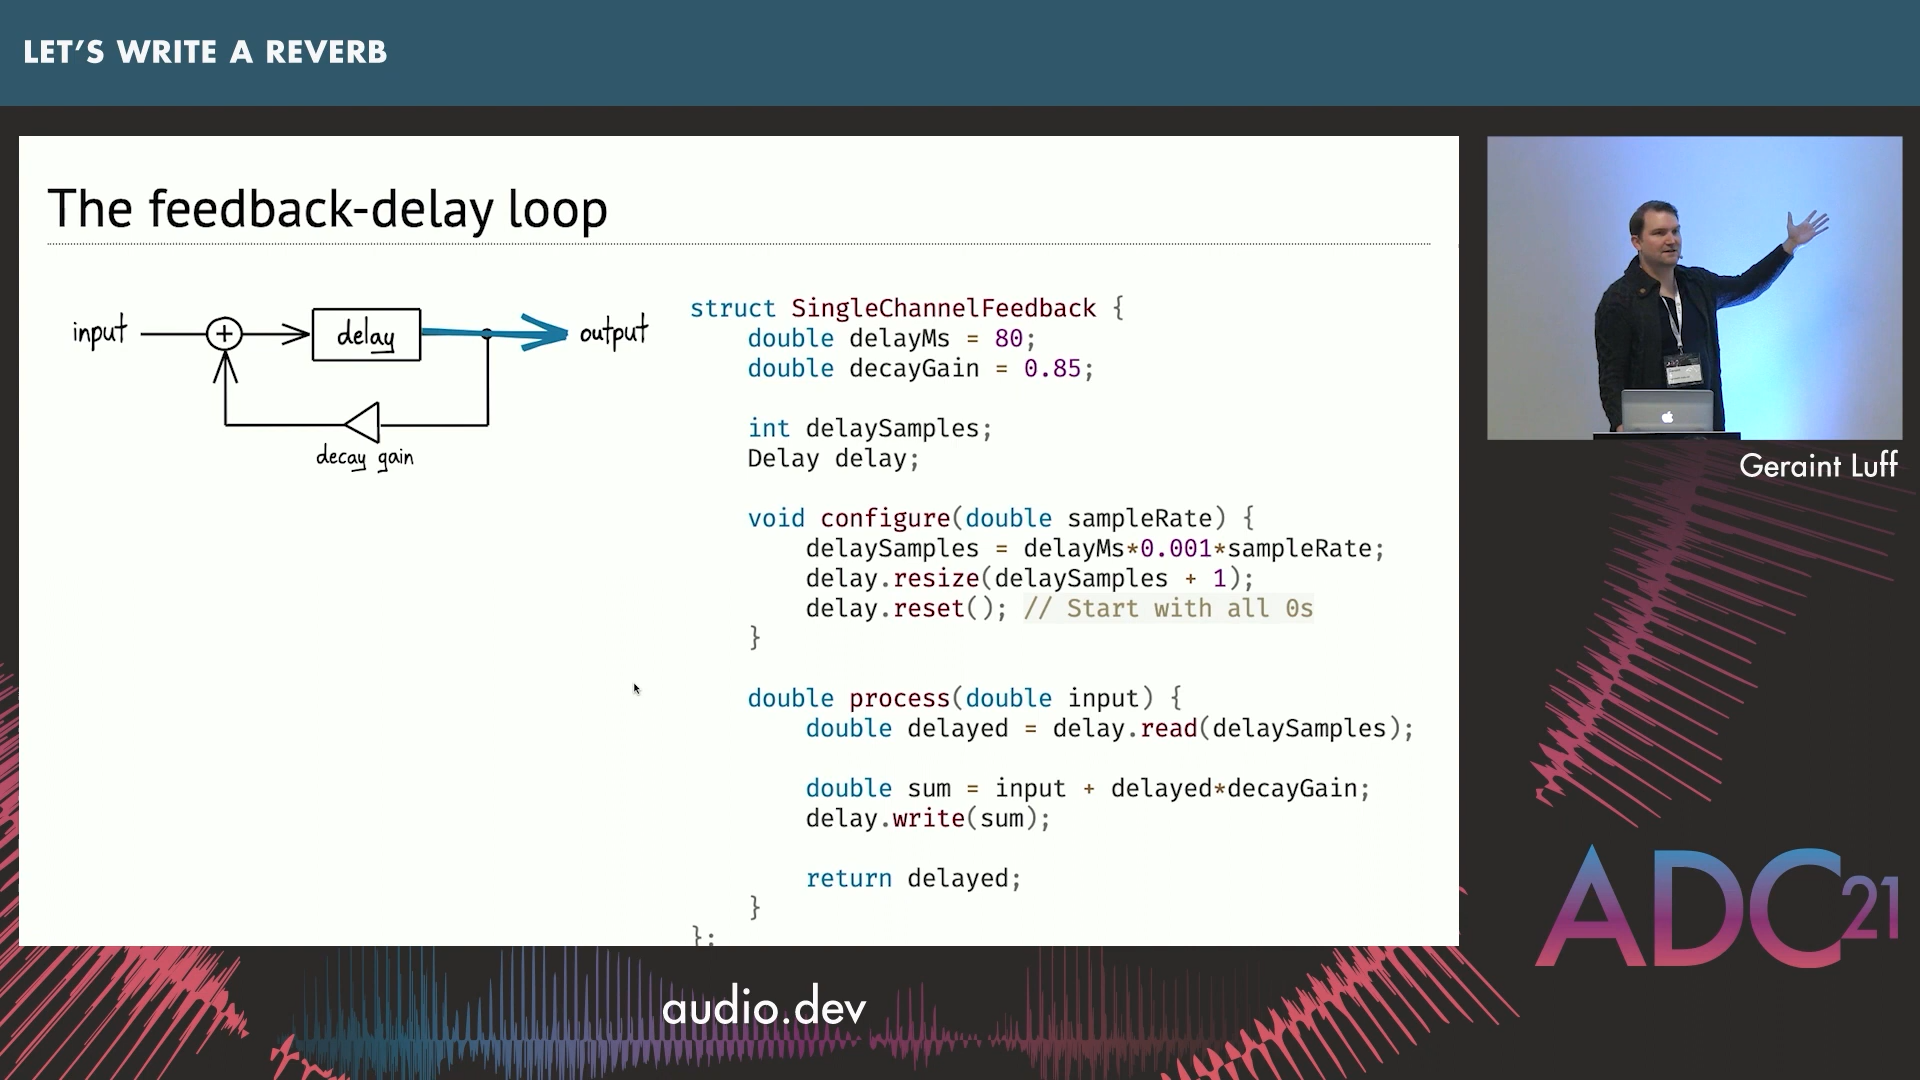 LET'S WRITE A REVERB
The feedback-delay loop
input
+
delay
output
decay gain
struct SingleChannelFeedback {
    double delayMs = 80;
    double decayGain = 0.85;
    int delaySamples;
    Delay delay;
    void configure(double sampleRate) {
        delaySamples = delayMs*0.001*sampleRate;
        delay.resize(delaySamples + 1);
        delay.reset(); // Start with all 0s
    }
    double process(double input) {
        double delayed = delay.read(delaySamples);
        double sum = input + delayed*decayGain;
        delay.write(sum);
        return delayed;
    }
};
Geraint Luff
ADC21
audio.dev